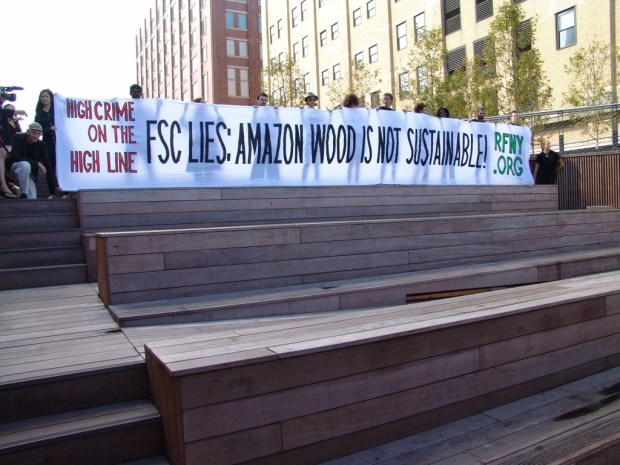 HIGH CRIME
ON THE
HIGH LINE
FSC LIES: AMAZON WOOD IS NOT SUSTAINABLE!
RFNY
.ORG